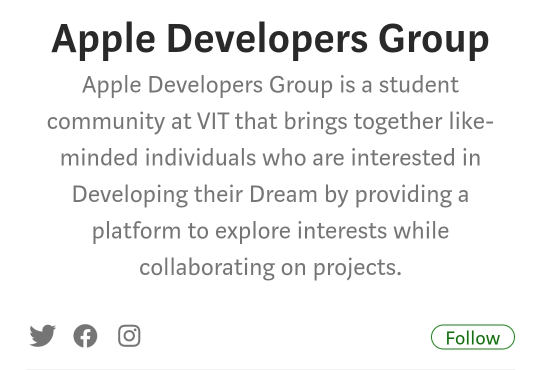 Apple Developers Group
Apple Developers Group is a student
community at VIT that brings together like-
minded individuals who are interested in
Developing their Dream by providing a
platform to explore interests while
collaborating on projects.
Follow